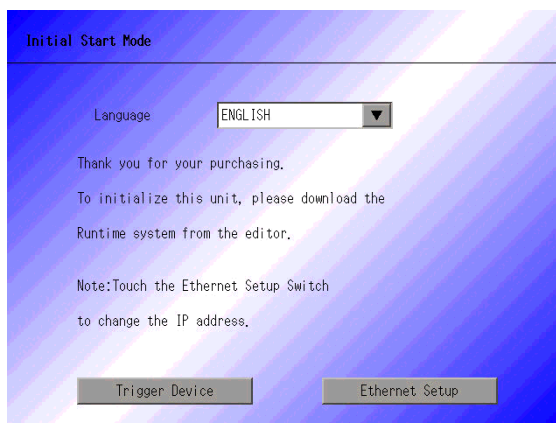 Initial Start Mode
Language ENGLISH
Thank you for your purchasing.
To initialize this unit, please download the
Runtime system from the editor.
Note:Touch the Ethernet Setup Switch
to change the IP address.
Trigger Device Ethernet Setup